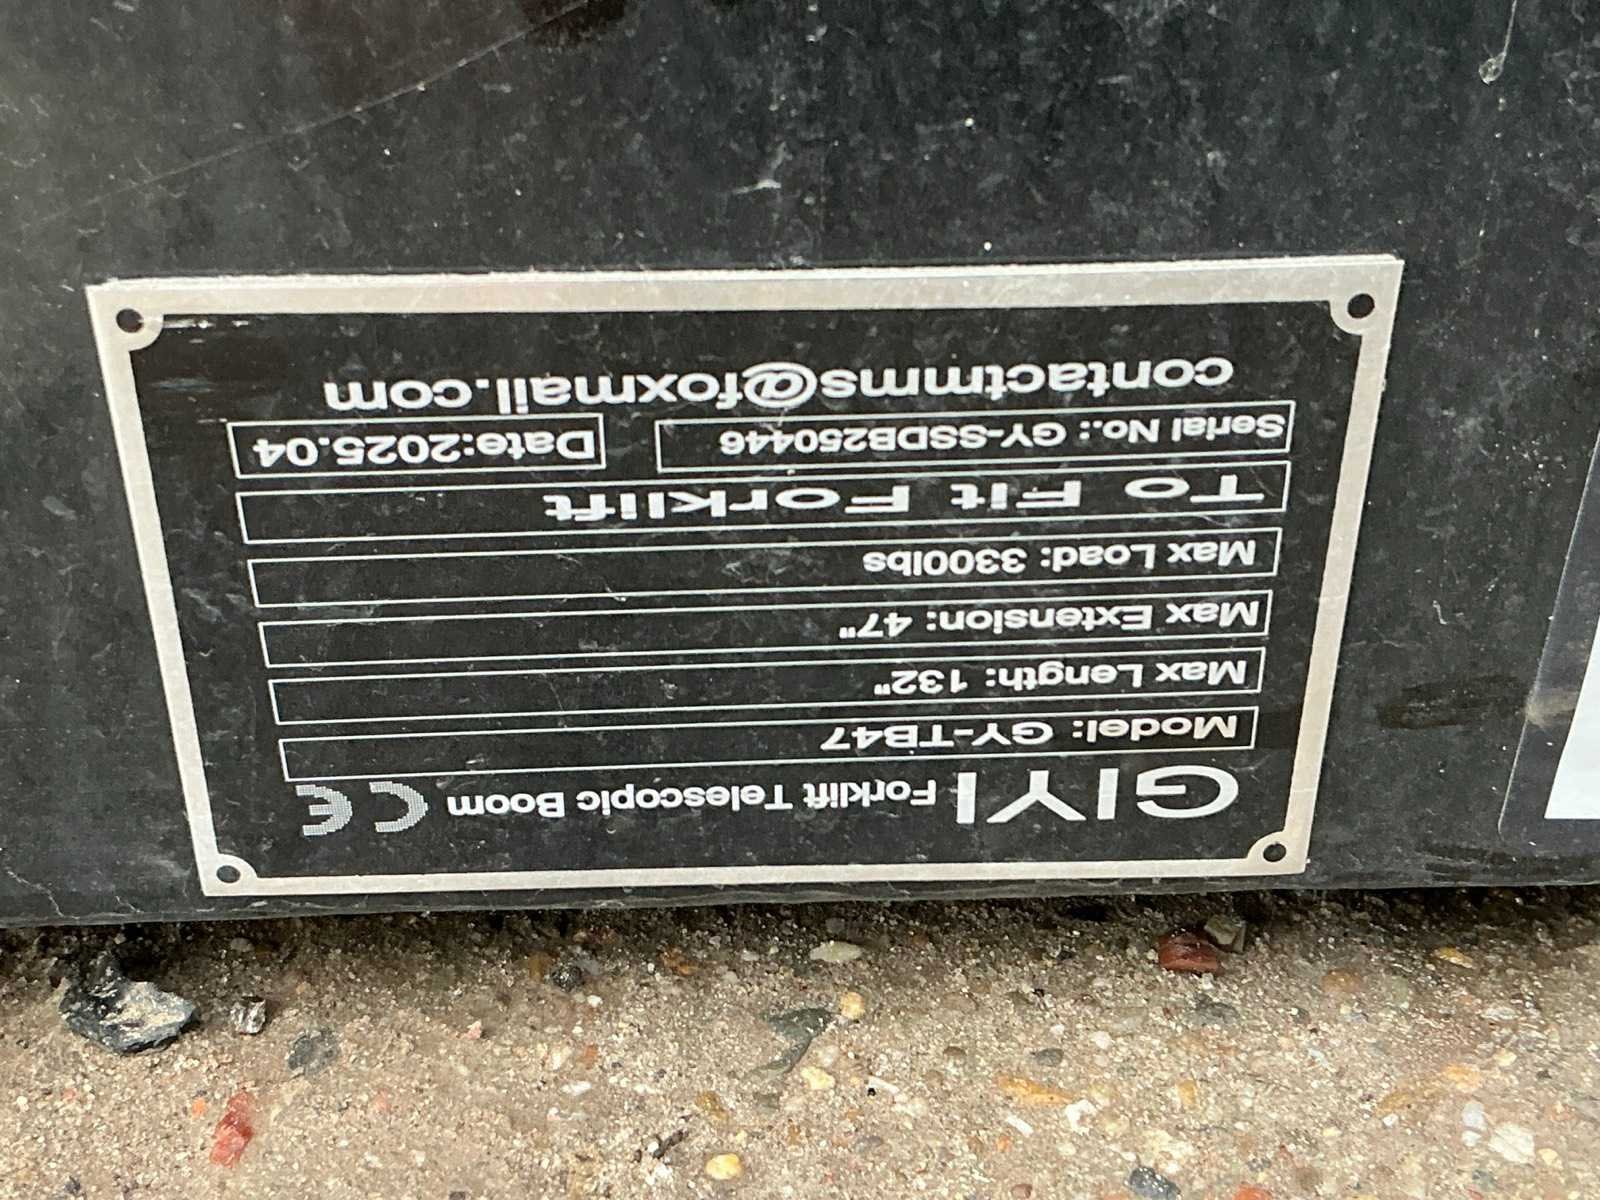 GIYI Forklift Telescopic Boom CE
Model: GY-TB47
Max Length: 132"
Max Extension: 47"
Max Load: 3300lbs
To Fit Forklift
Serial No.: GY-SSDB250446 Date:2025.04
contactmms@foxmail.com